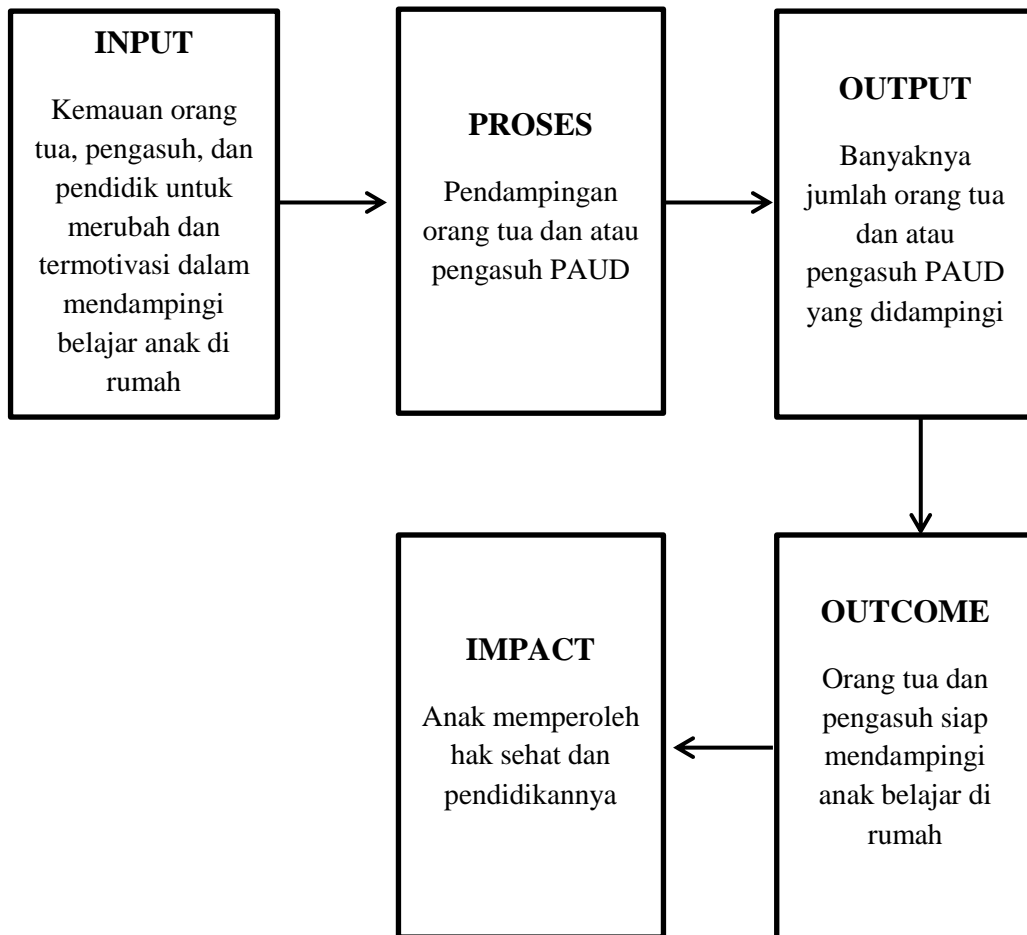 INPUT
Kemauan orang
tua, pengasuh, dan
pendidik untuk
merubah dan
termotivasi dalam
mendampingi
belajar anak di
rumah
PROSES
Pendampingan
orang tua dan atau
pengasuh PAUD
OUTPUT
Banyaknya
jumlah orang tua
dan atau
pengasuh PAUD
yang didampingi
OUTCOME
Orang tua dan
pengasuh siap
mendampingi
anak belajar di
rumah
IMPACT
Anak memperoleh
hak sehat dan
pendidikannya